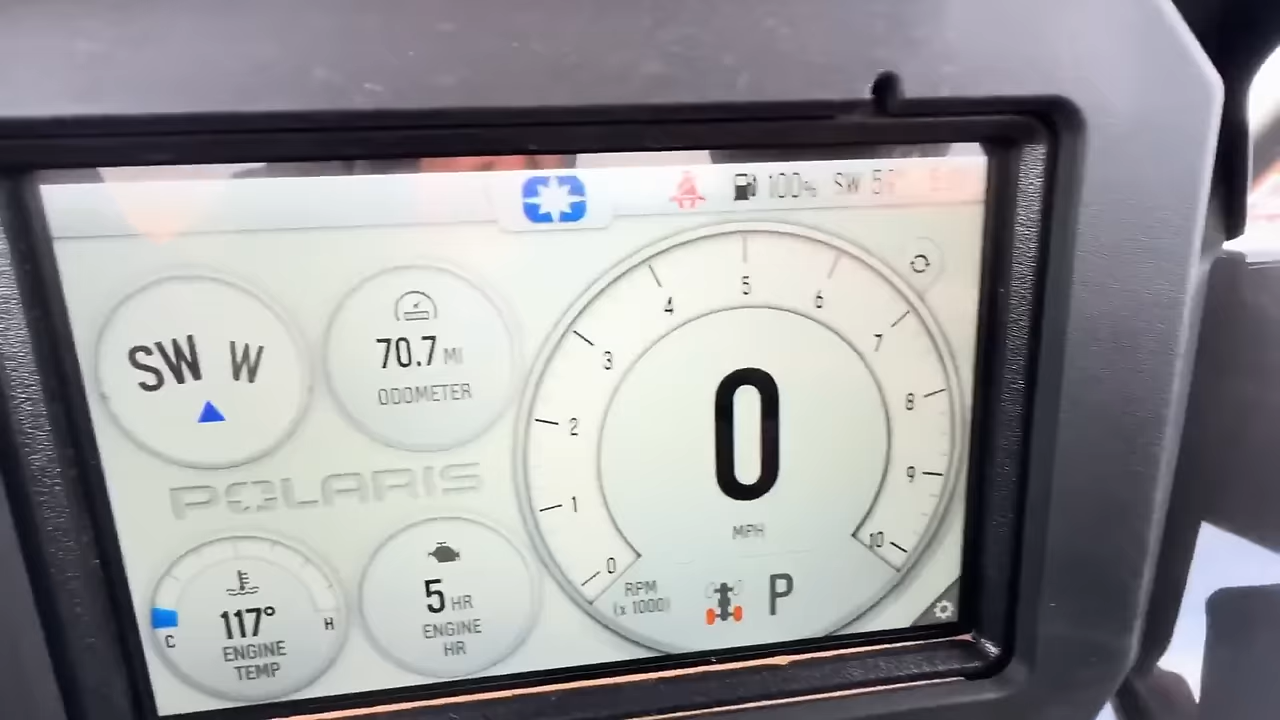 100% SW
SW W
70.7 MI
ODOMETER
POLARIS
117°
C H
ENGINE
TEMP
5 HR
ENGINE
HR
0 1 2 3 4 5 6 7 8 9 10
0
MPH
RPM
(x 1000)
P